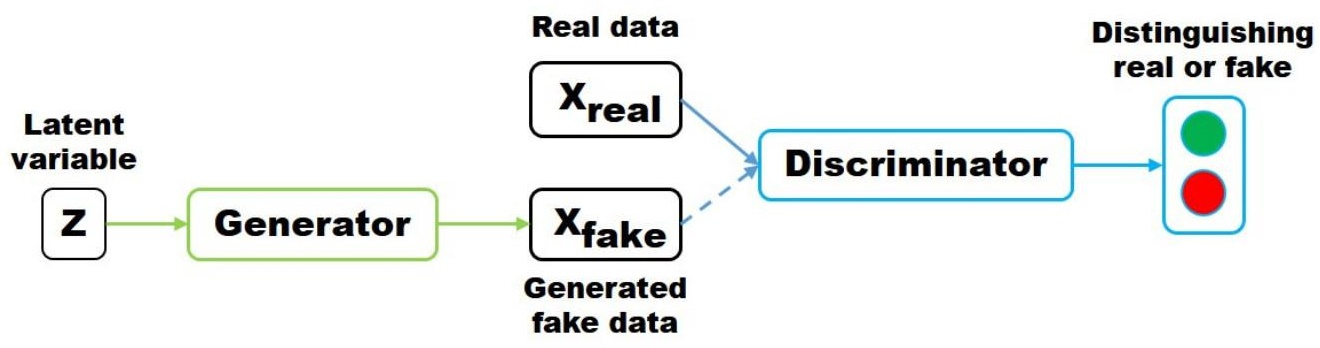 Latent
variable
Z
Generator
Real data
Xreal
Xfake
Generated
fake data
Discriminator
Distinguishing
real or fake